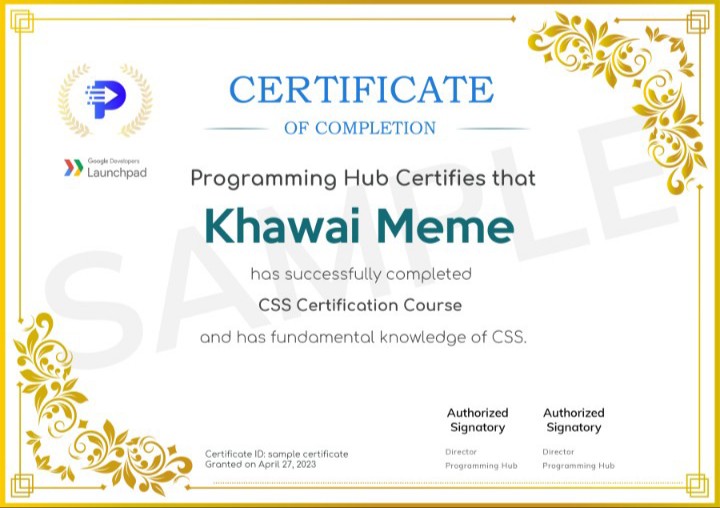 CERTIFICATE
OF COMPLETION
Google Developers
Launchpad
Programming Hub Certifies that
Khawai Meme
has successfully completed
CSS Certification Course
and has fundamental knowledge of CSS.
SAMPLE
Authorized Signatory
Authorized Signatory
Director
Programming Hub
Director
Programming Hub
Certificate ID: sample certificate
Granted on April 27, 2023